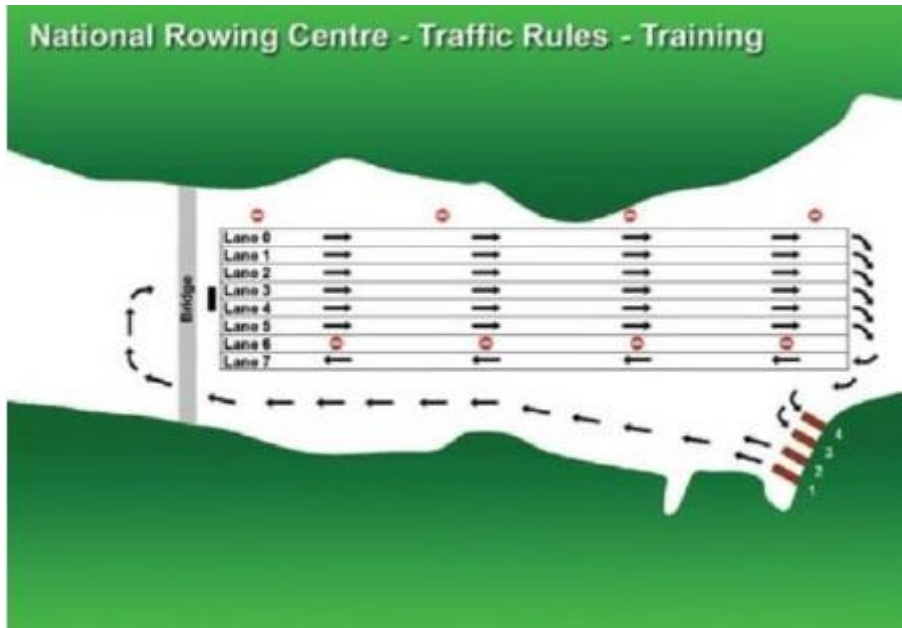 National Rowing Centre - Traffic Rules - Training
Lane 0
Lane 1
Lane 2
Lane 3
Lane 4
Lane 5
Lane 6
Lane 7
Bridge
4
3
2
1